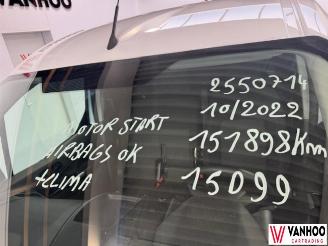 VANHOO
2550714
MOTOR START 10/2022
AIRBAGS OK 151898Km
+KLIMA 15099
VANHOO
CARTRADING